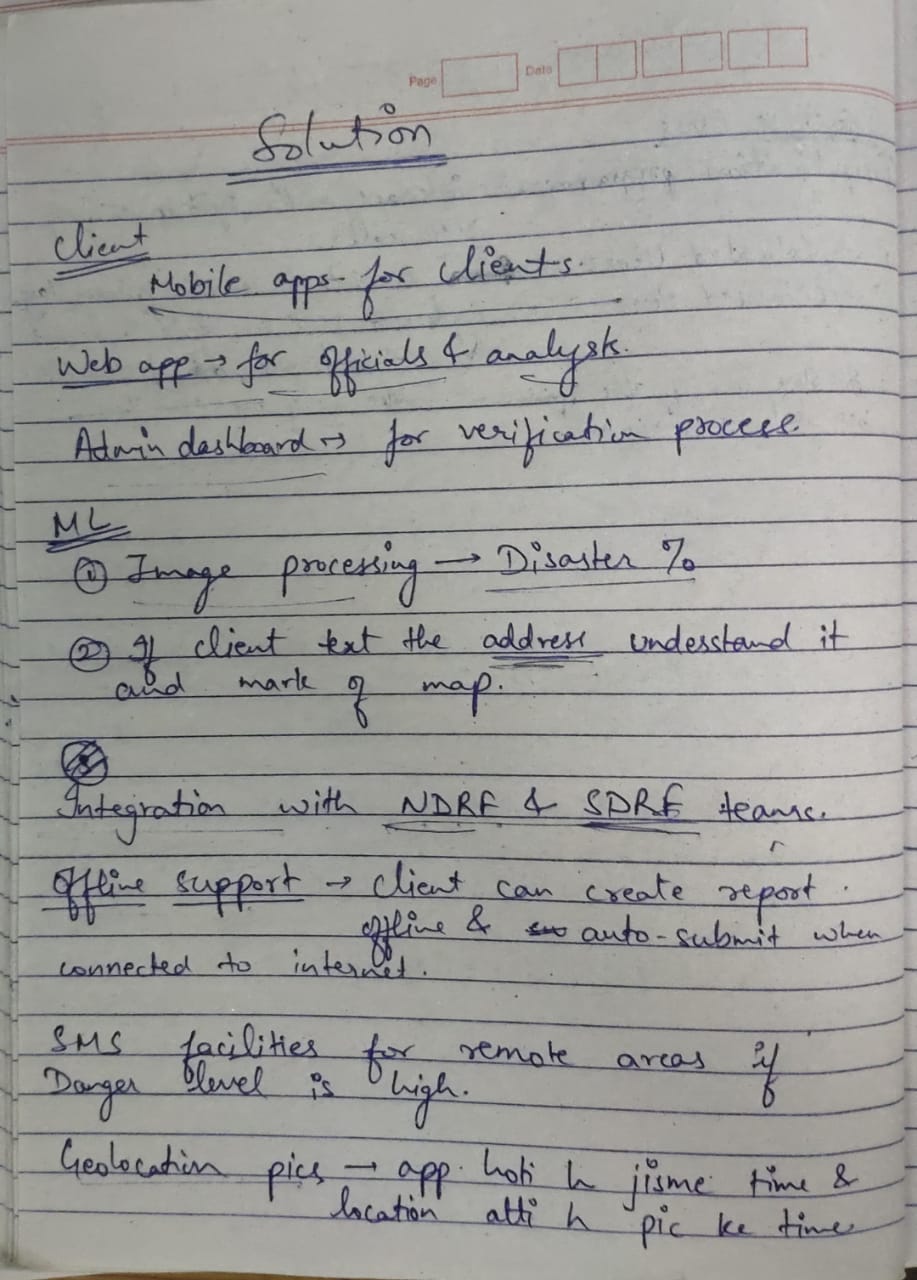 Page
Date
Solution
Client
Mobile apps - for clients.
Web app → for officials & analysts.
Admin dashboard → for verification process.
ML
① Image processing → Disaster %
② If client text the address understand it
and mark of map.
Integration with NDRF & SDRF teams.
Offline support → client can create report.
offline & auto-submit when
connected to internet.
SMS facilities for remote areas if
Danger level is high.
Geolocation pics → app hoti h jisme time &
location atti h pic ke time